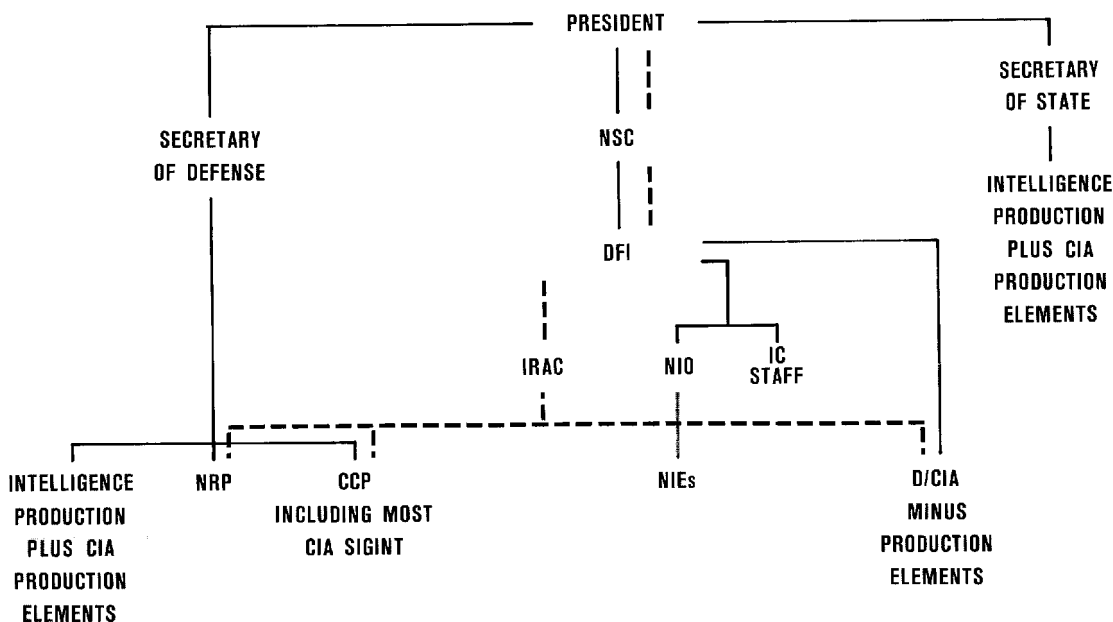 PRESIDENT
SECRETARY
OF STATE
SECRETARY
OF DEFENSE
NSC
INTELLIGENCE
PRODUCTION
PLUS CIA
PRODUCTION
ELEMENTS
DFI
IRAC
NIO
IC
STAFF
INTELLIGENCE
PRODUCTION
PLUS CIA
PRODUCTION
ELEMENTS
NRP
CCP
INCLUDING MOST
CIA SIGINT
NIEs
D/CIA
MINUS
PRODUCTION
ELEMENTS